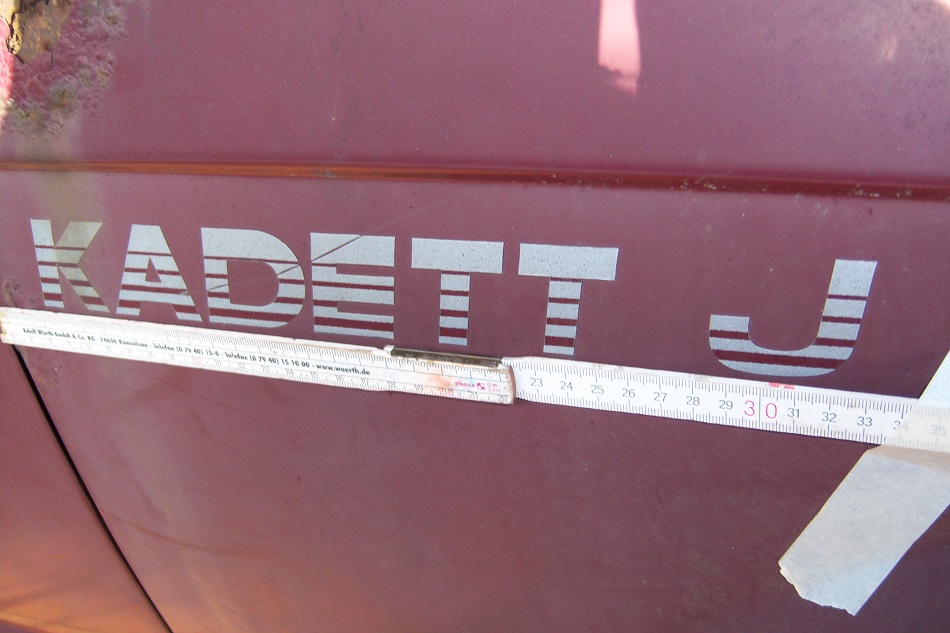 KADETT J
Adolf Würth GmbH & Co. KG · 74650 Künzelsau · Telefon (0 79 40) 15-0 · Telefax (0 79 40) 15 10 00 · www.wuerth.de
23 24 25 26 27 28 29 30 31 32 33 34 35